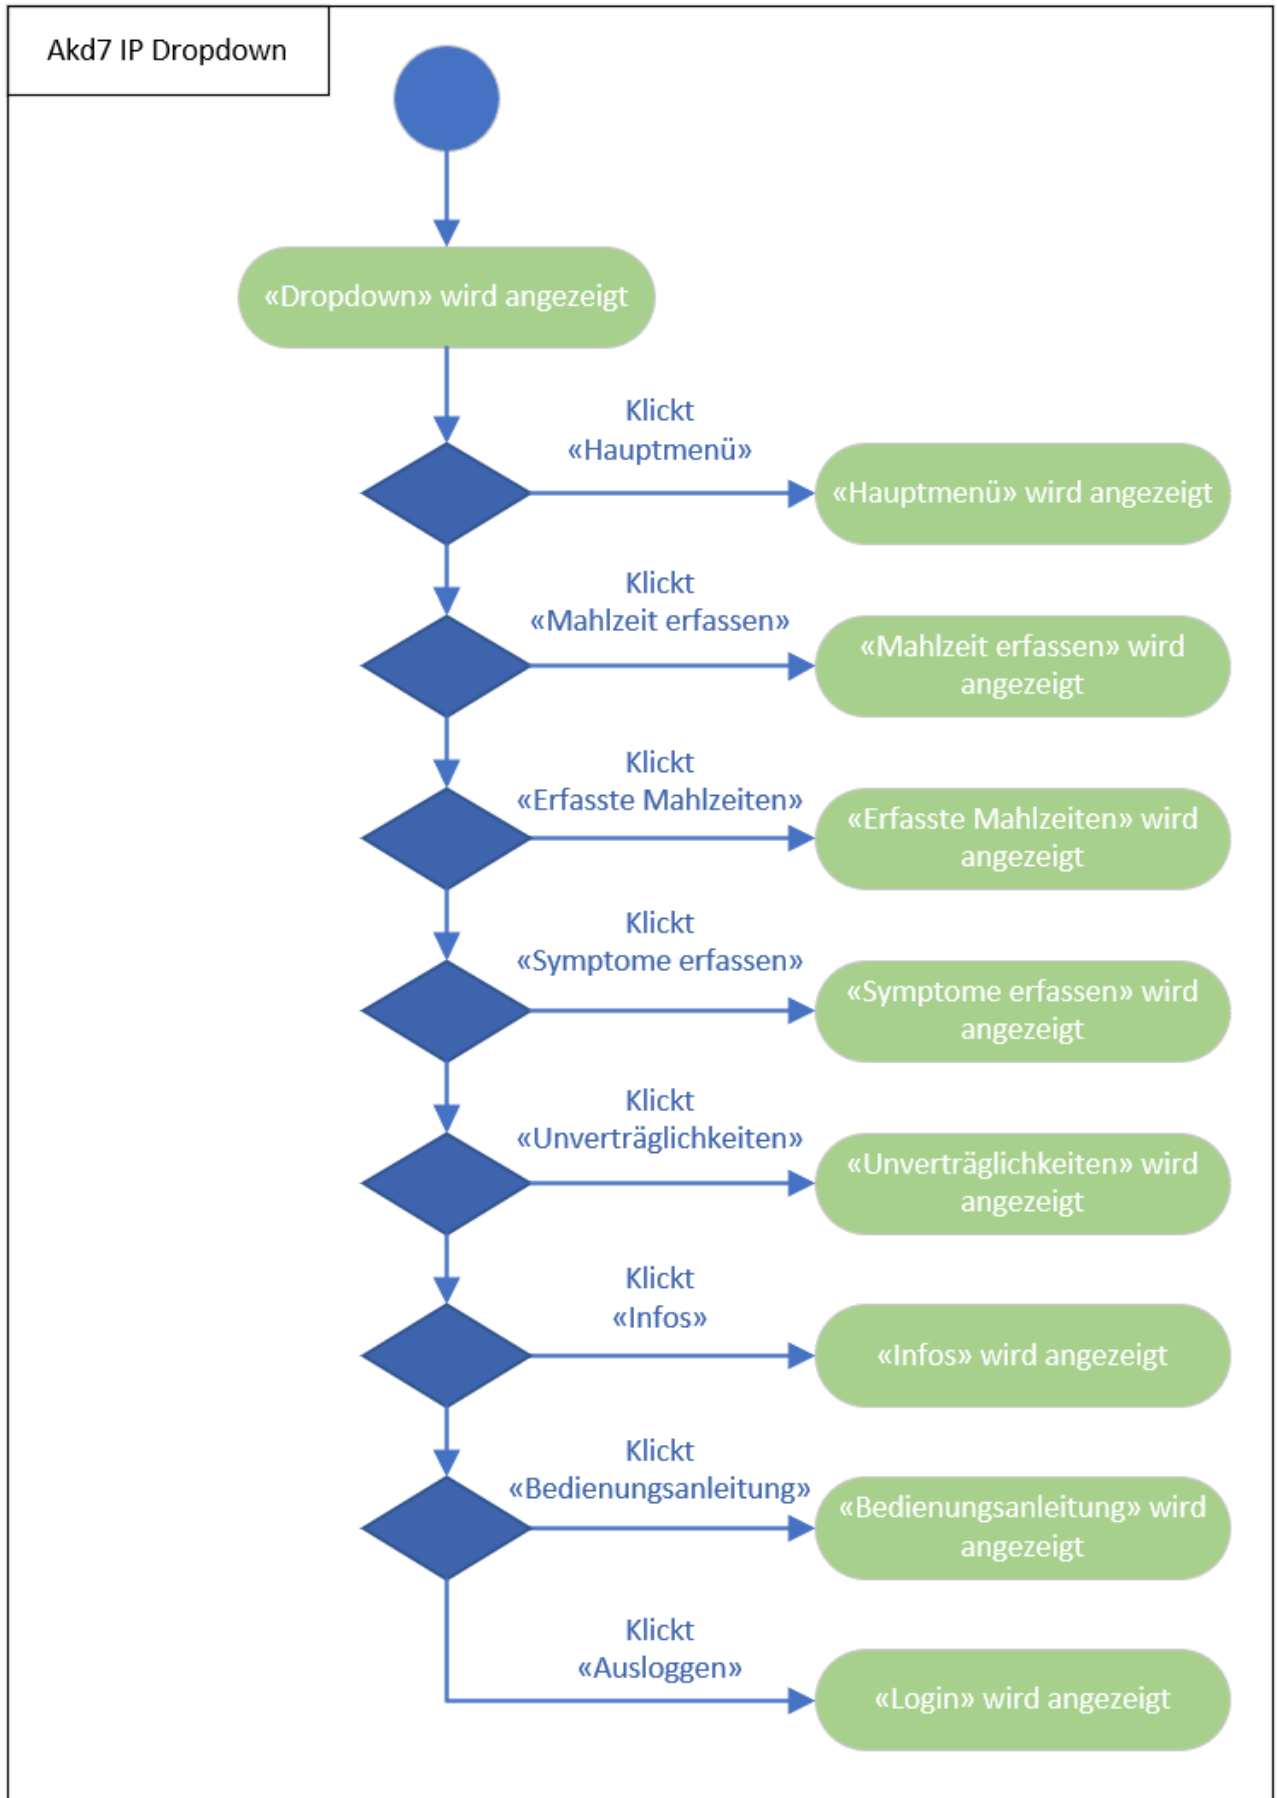 Akd7 IP Dropdown
«Dropdown» wird angezeigt
Klickt
«Hauptmenü»
«Hauptmenü» wird angezeigt
Klickt
«Mahlzeit erfassen»
«Mahlzeit erfassen» wird
angezeigt
Klickt
«Erfasste Mahlzeiten»
«Erfasste Mahlzeiten» wird
angezeigt
Klickt
«Symptome erfassen»
«Symptome erfassen» wird
angezeigt
Klickt
«Unverträglichkeiten»
«Unverträglichkeiten» wird
angezeigt
Klickt
«Infos»
«Infos» wird angezeigt
Klickt
«Bedienungsanleitung»
«Bedienungsanleitung» wird
angezeigt
Klickt
«Ausloggen»
«Login» wird angezeigt